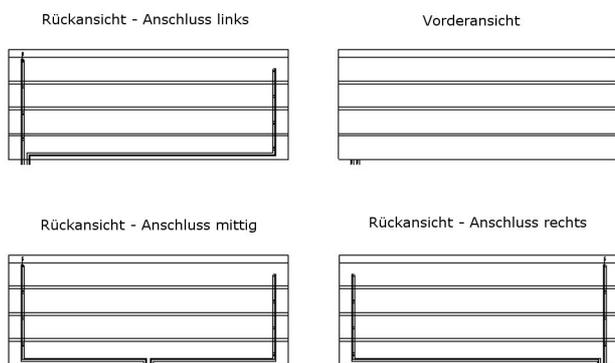 Rückansicht - Anschluss links
Vorderansicht
Rückansicht - Anschluss mittig
Rückansicht - Anschluss rechts